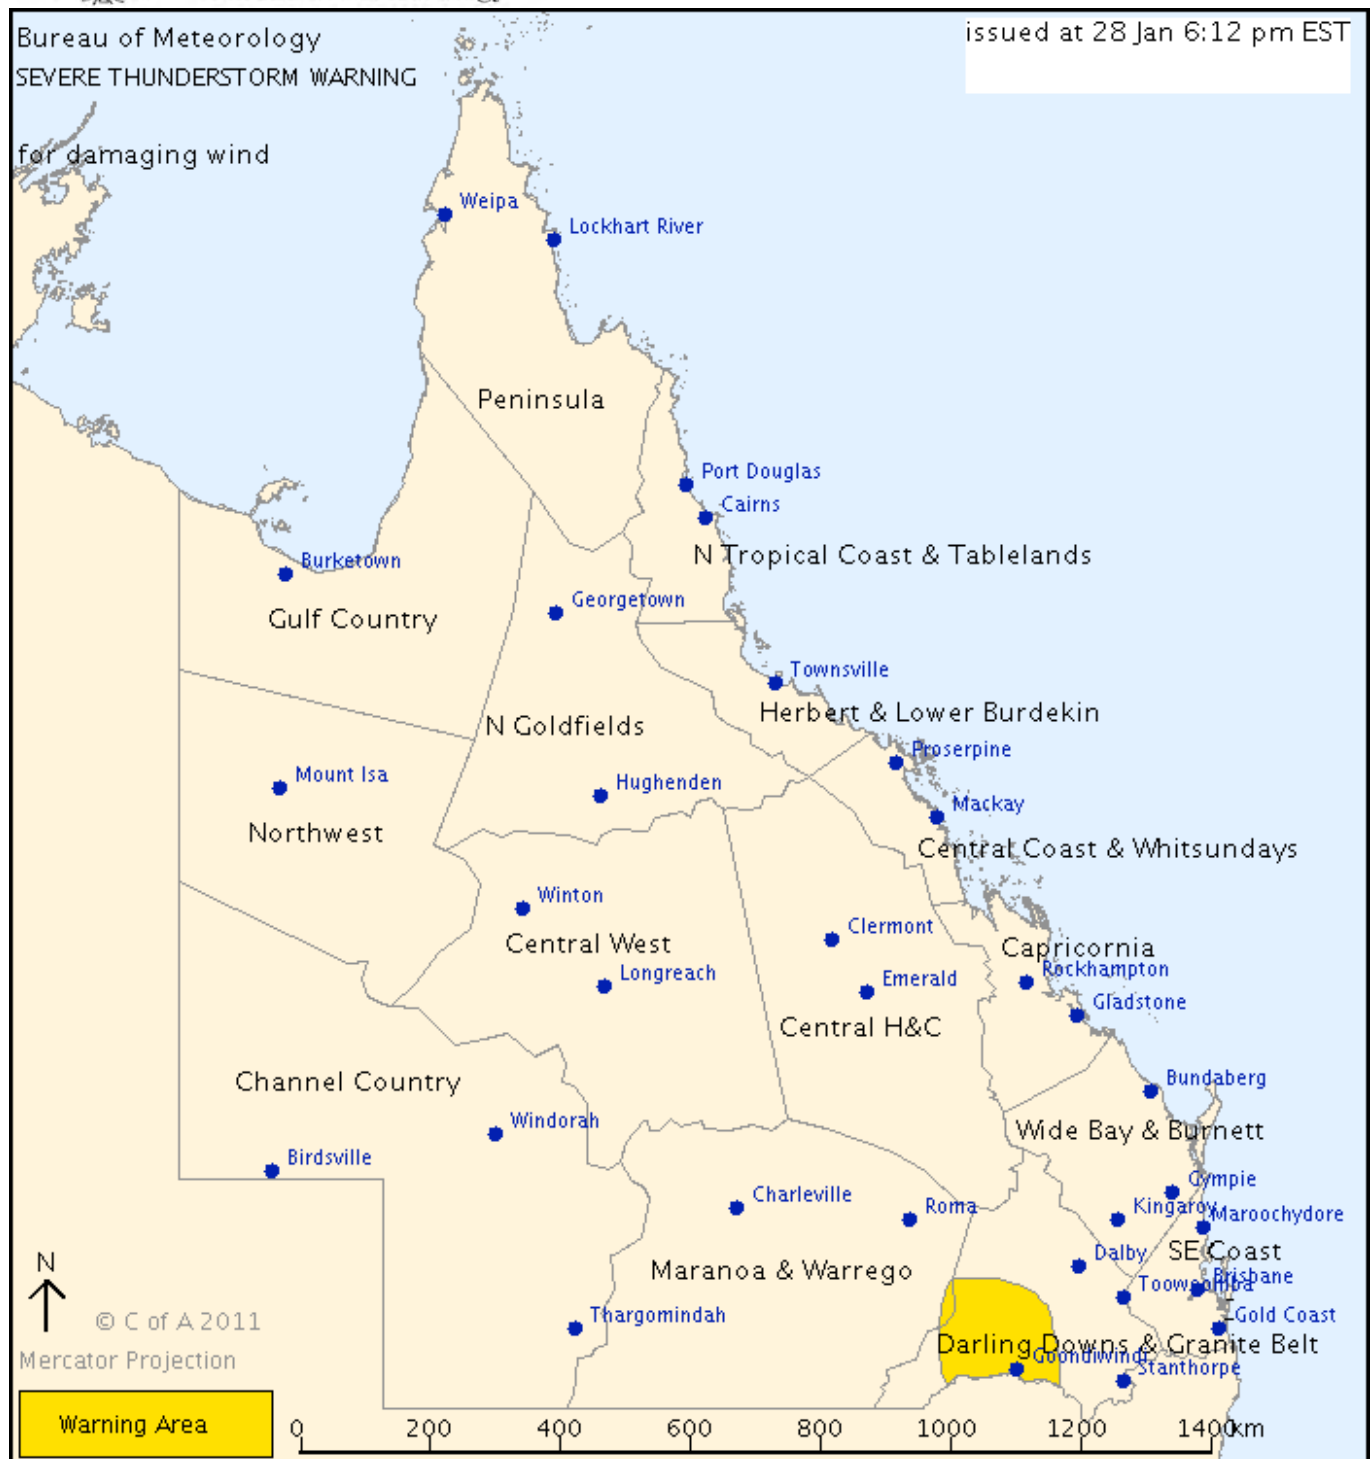 Bureau of Meteorology
issued at 28 Jan 6:12 pm EST
SEVERE THUNDERSTORM WARNING
for damaging wind
Weipa
Lockhart River
Peninsula
Port Douglas
Cairns
N Tropical Coast & Tablelands
Burketown
Georgetown
Gulf Country
Townsville
Herbert & Lower Burdekin
N Goldfields
Proserpine
Mount Isa
Hughenden
Mackay
Northwest
Central Coast & Whitsundays
Winton
Clermont
Central West
Capricornia
Rockhampton
Longreach
Emerald
Gladstone
Central H&C
Channel Country
Bundaberg
Windorah
Wide Bay & Burnett
Birdsville
Gympie
Charleville
Roma
Kingaroy
Maroochydore
SE Coast
Dalby
N
Maranoa & Warrego
Brisbane
Toowoomba
Thargomindah
Gold Coast
© C of A 2011
Darling Downs & Granite Belt
Goondiwindi
Stanthorpe
Mercator Projection
Warning Area
0 200 400 600 800 1000 1200 1400km